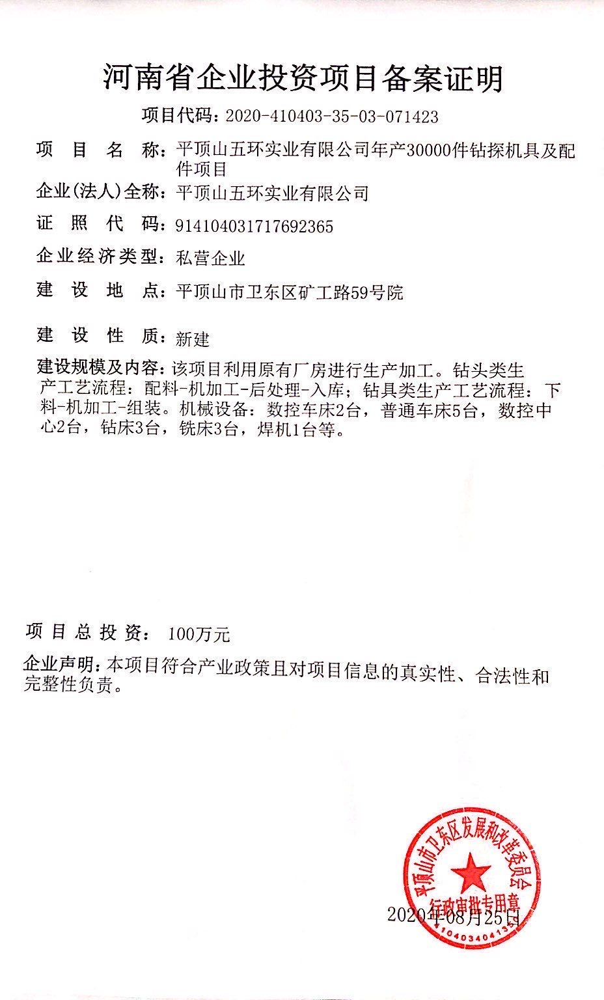 河南省企业投资项目备案证明
项目代码：2020-410403-35-03-071423
项目名称：平顶山五环实业有限公司年产30000件钻探机具及配
件项目
企业(法人)全称：平顶山五环实业有限公司
证照代码：914104031717692365
企业经济类型：私营企业
建设地点：平顶山市卫东区矿工路59号院
建设性质：新建
建设规模及内容：该项目利用原有厂房进行生产加工。钻头类生
产工艺流程：配料-机加工-后处理-入库；钻具类生产工艺流程：下
料-机加工-组装。机械设备：数控车床2台，普通车床5台，数控中
心2台，钻床3台，铣床3台，焊机1台等。
项目总投资：100万元
企业声明：本项目符合产业政策且对项目信息的真实性、合法性和
完整性负责。
平顶山市卫东区发展和改革委员会
行政审批专用章
2020年08月25日